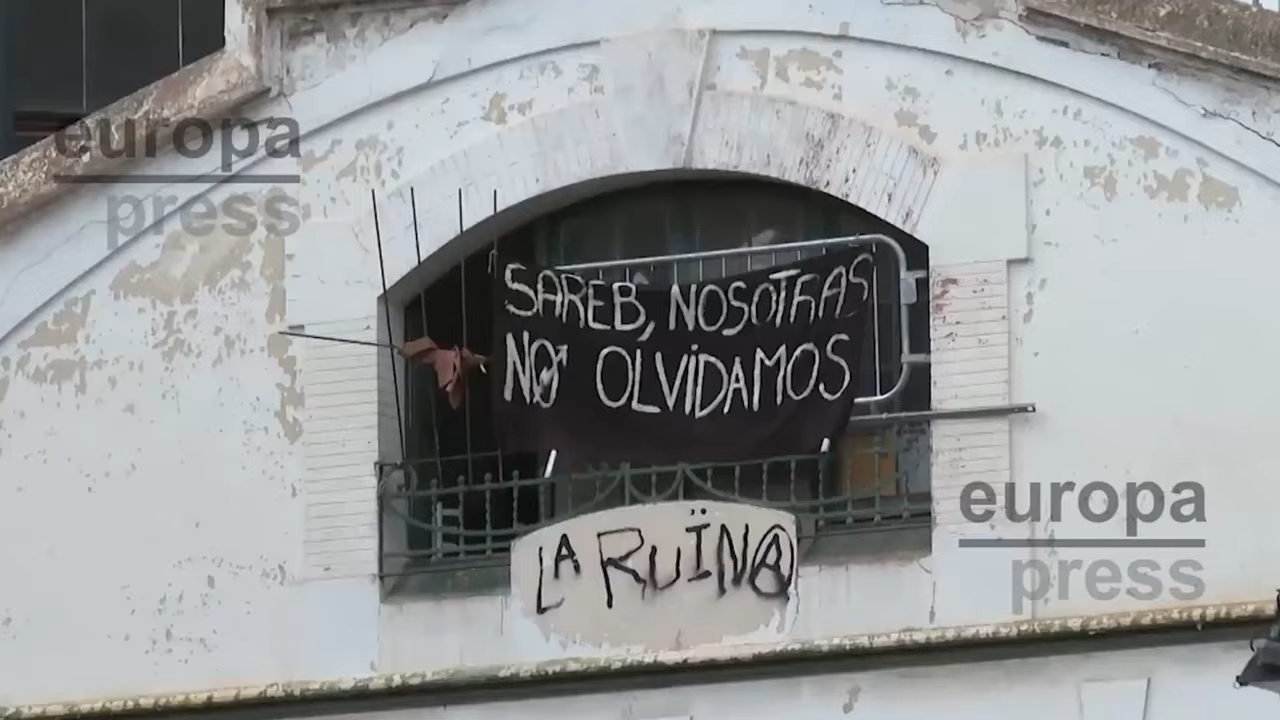 europa
press
SAREB, NOSOTRAS
NO OLVIDAMOS
europa
press
LA RUÏNA